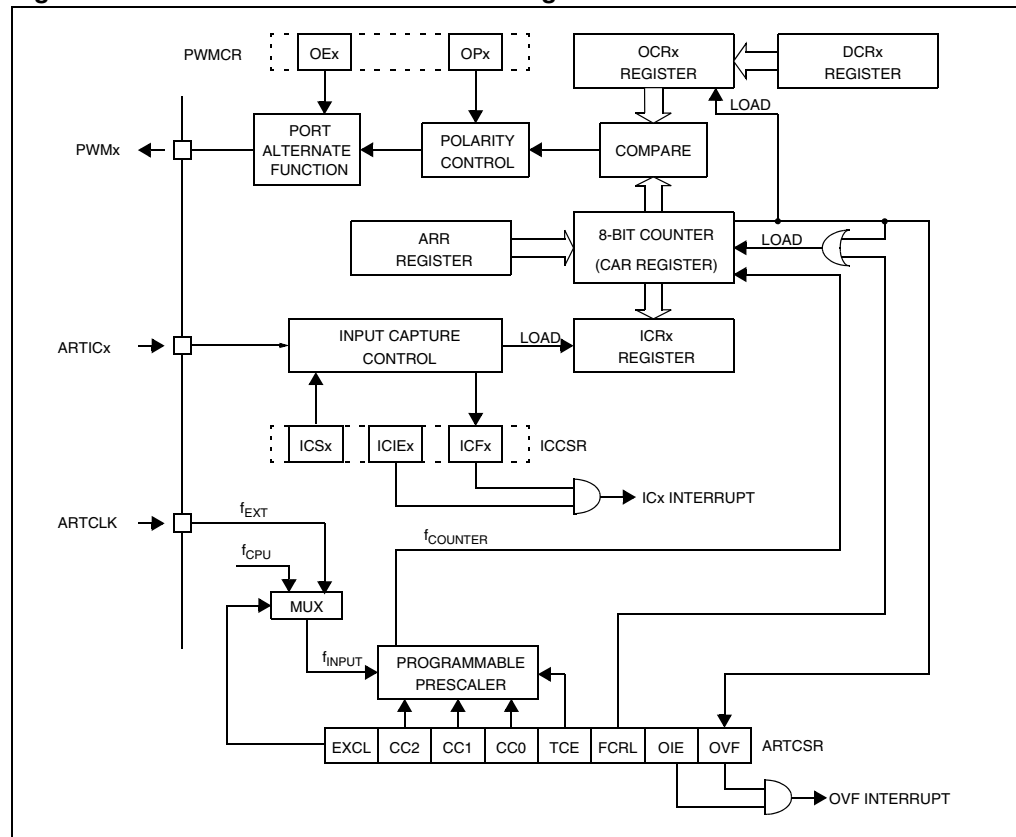 PWMCR
OEx
OPx
OCRx
REGISTER
DCRx
REGISTER
LOAD
PWMx
PORT
ALTERNATE
FUNCTION
POLARITY
CONTROL
COMPARE
ARR
REGISTER
8-BIT COUNTER
(CAR REGISTER)
LOAD
ARTICx
INPUT CAPTURE
CONTROL
LOAD
ICRx
REGISTER
ICSx
ICIEx
ICFx
ICCSR
ICx INTERRUPT
ARTCLK
fEXT
fCPU
fCOUNTER
MUX
fINPUT
PROGRAMMABLE
PRESCALER
EXCL
CC2
CC1
CC0
TCE
FCRL
OIE
OVF
ARTCSR
OVF INTERRUPT